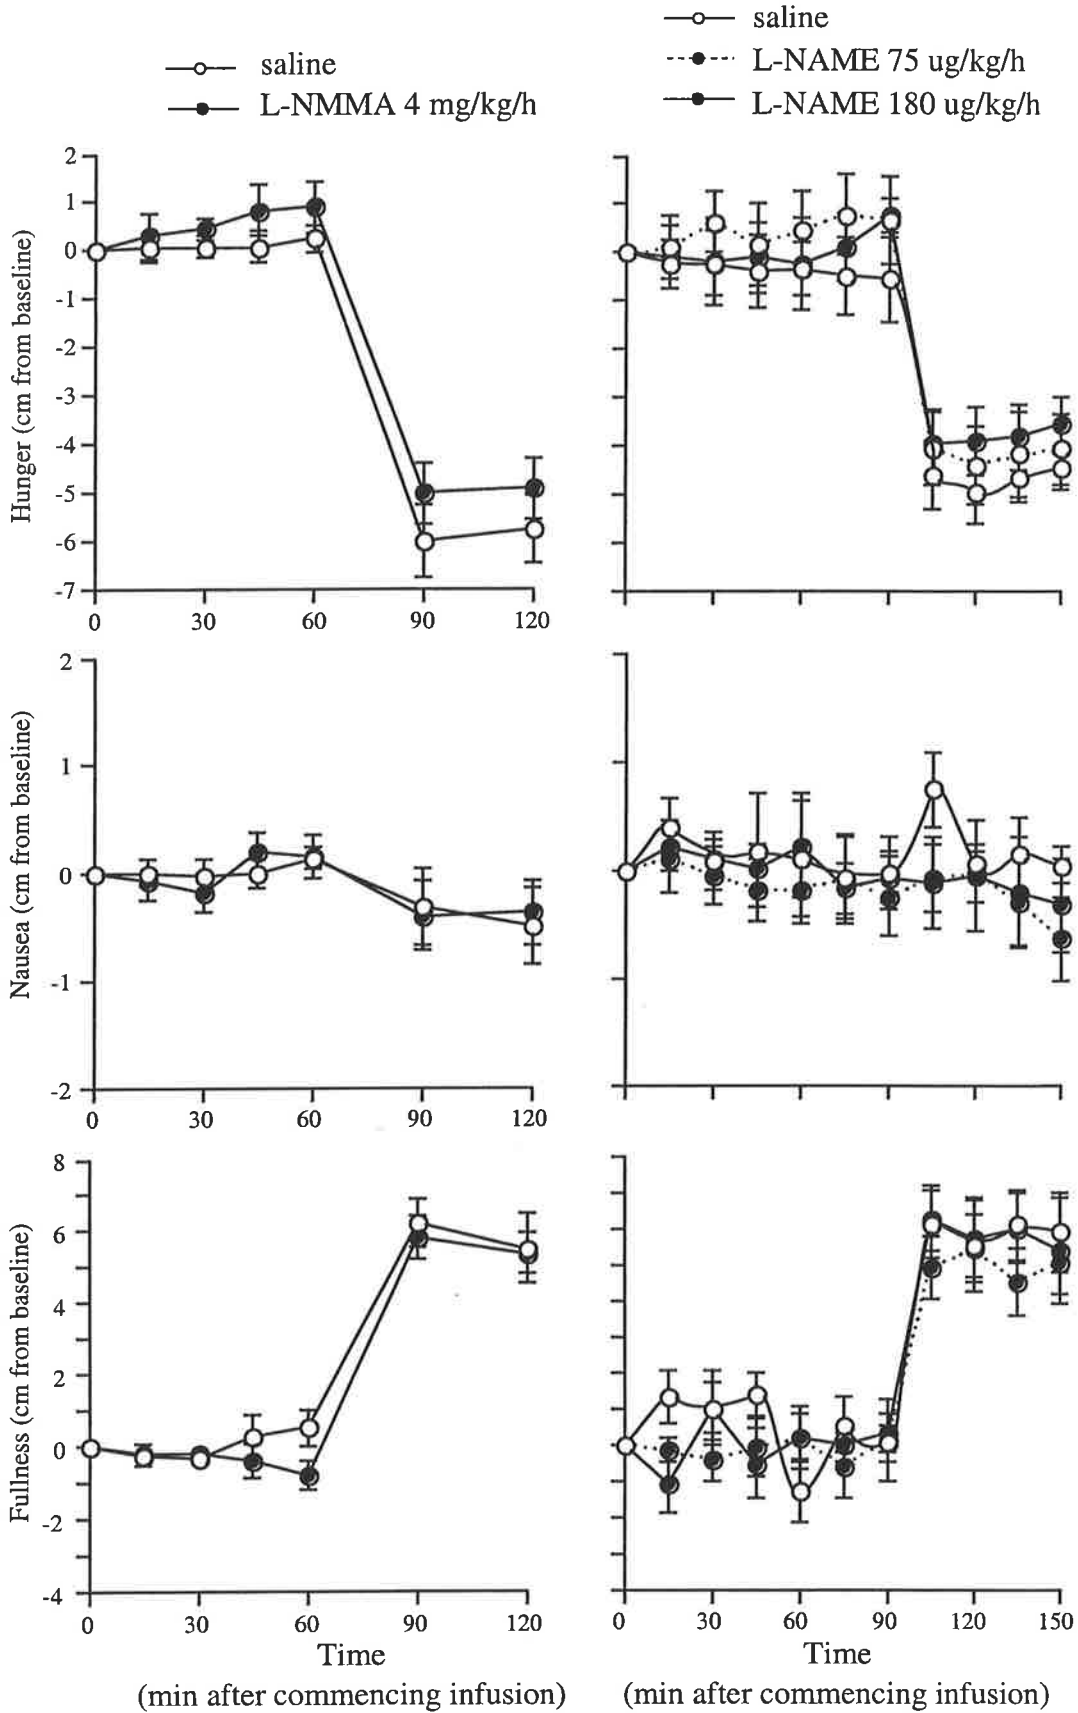 saline
L-NMMA 4 mg/kg/h
saline
L-NAME 75 ug/kg/h
L-NAME 180 ug/kg/h
Hunger (cm from baseline)
2
1
0
-1
-2
-3
-4
-5
-6
-7
0 30 60 90 120
Nausea (cm from baseline)
2
1
0
-1
-2
0 30 60 90 120
Fullness (cm from baseline)
8
6
4
2
0
-2
-4
0 30 60 90 120
Time
(min after commencing infusion)
0 30 60 90 120 150
Time
(min after commencing infusion)